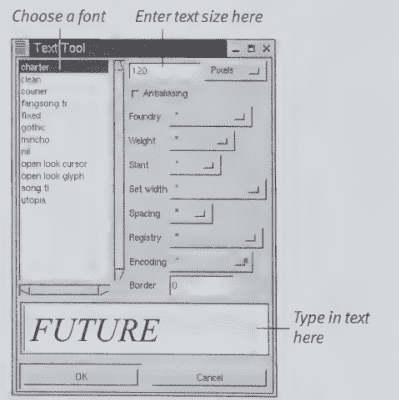 Choose a font
Enter text size here
Text Tool
charter
clean
courier
fangsong ti
fixed
gothic
mincho
nil
open look cursor
open look glyph
song ti
utopia
120
Pixels
Antialiasing
Foundry *
Weight *
Slant *
Set width *
Spacing *
Registry *
Encoding *
Border 0
FUTURE
Type in text
here
OK
Cancel